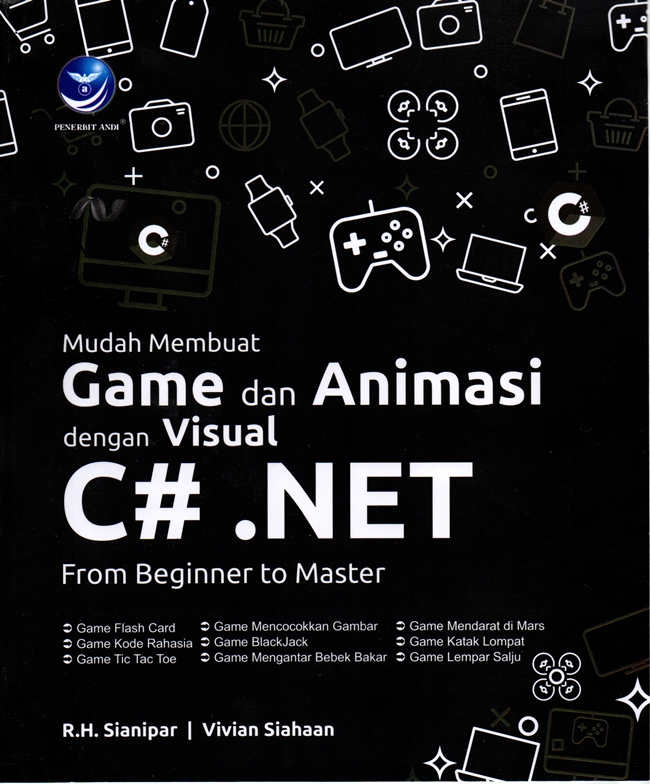 a
PENERBIT ANDI®
C#
C
C#
Mudah Membuat
Game dan Animasi
dengan Visual
C# .NET
From Beginner to Master
Game Flash Card
Game Kode Rahasia
Game Tic Tac Toe
Game Mencocokkan Gambar
Game BlackJack
Game Mengantar Bebek Bakar
Game Mendarat di Mars
Game Katak Lompat
Game Lempar Salju
R.H. Sianipar | Vivian Siahaan